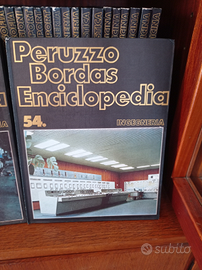 Peruzzo
Bordas
Enciclopedia
54.
INGEGNERIA
subito